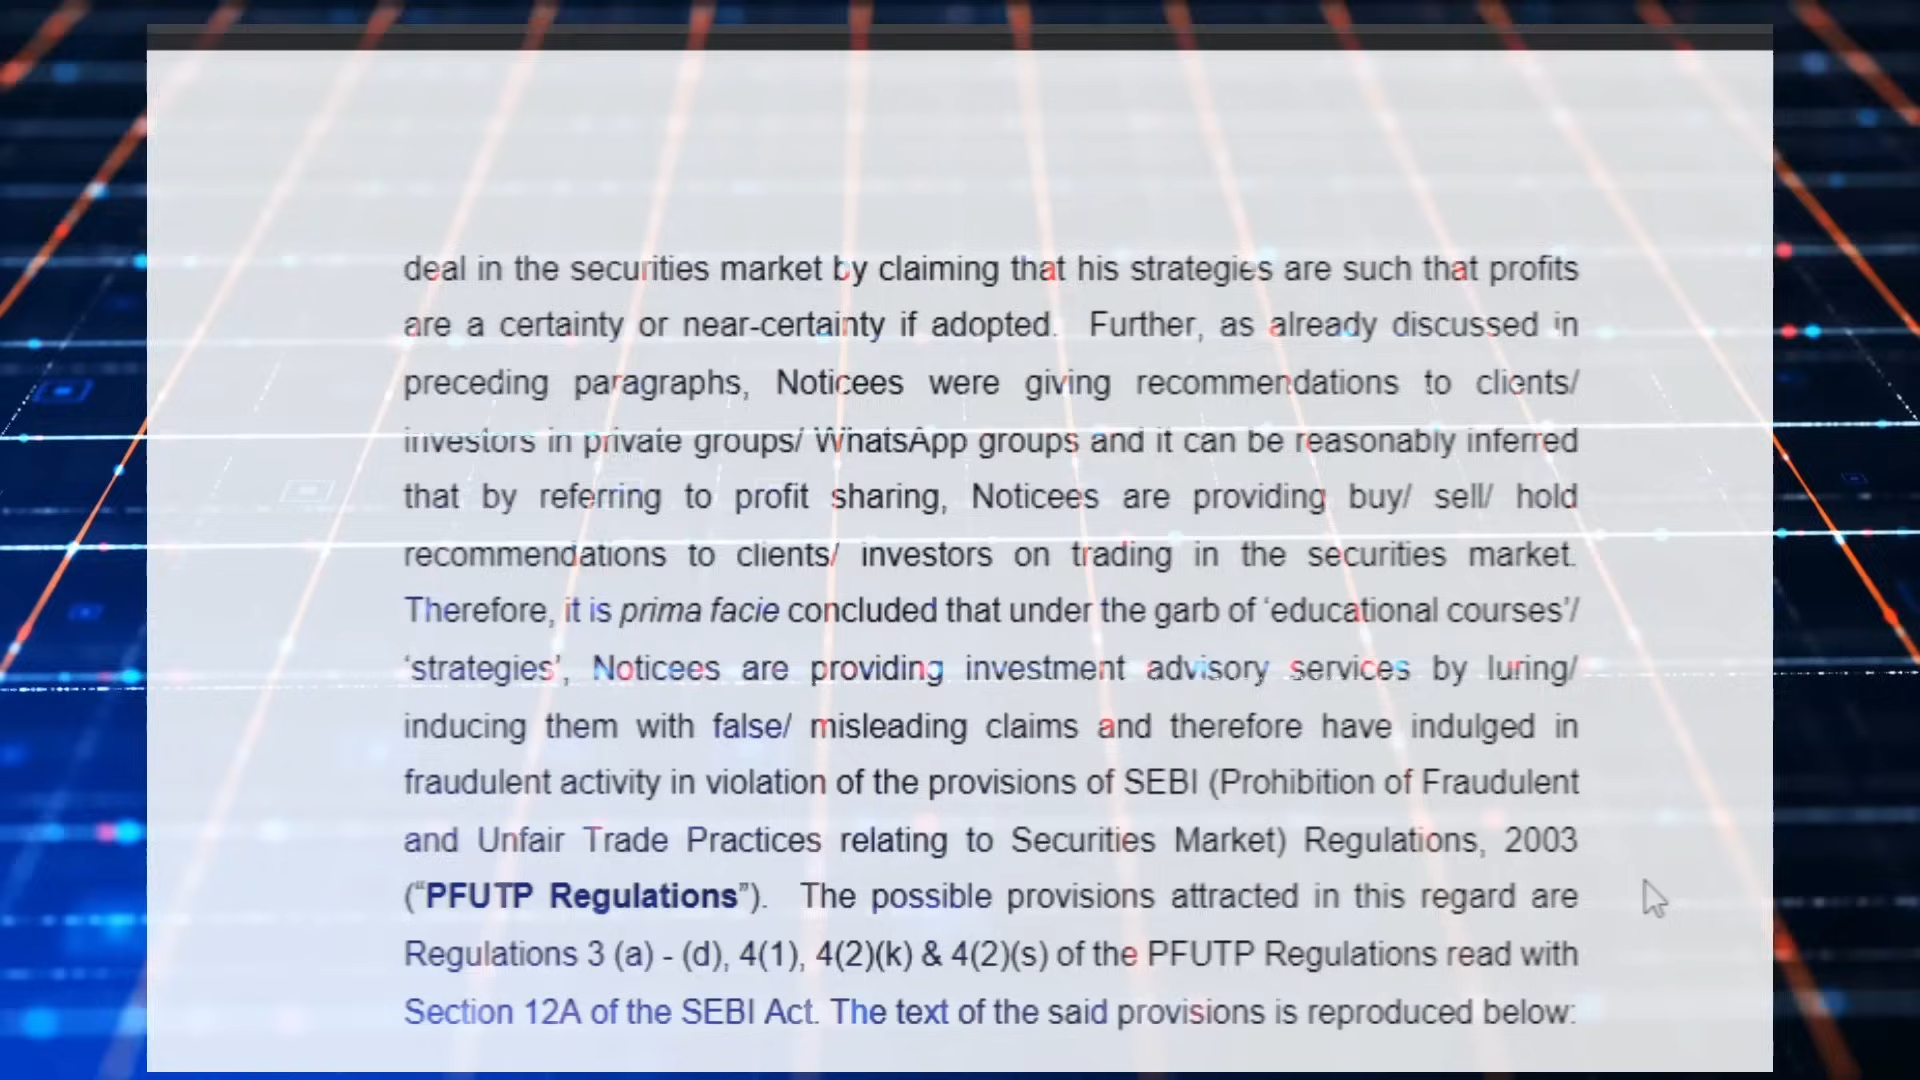 deal in the securities market by claiming that his strategies are such that profits
are a certainty or near-certainty if adopted. Further, as already discussed in
preceding paragraphs, Noticees were giving recommendations to clients/
investors in private groups/ WhatsApp groups and it can be reasonably inferred
that by referring to profit sharing, Noticees are providing buy/ sell/ hold
recommendations to clients/ investors on trading in the securities market.
Therefore, it is prima facie concluded that under the garb of ‘educational courses’/
‘strategies’, Noticees are providing investment advisory services by luring/
inducing them with false/ misleading claims and therefore have indulged in
fraudulent activity in violation of the provisions of SEBI (Prohibition of Fraudulent
and Unfair Trade Practices relating to Securities Market) Regulations, 2003
(“PFUTP Regulations”). The possible provisions attracted in this regard are
Regulations 3 (a) - (d), 4(1), 4(2)(k) & 4(2)(s) of the PFUTP Regulations read with
Section 12A of the SEBI Act. The text of the said provisions is reproduced below: